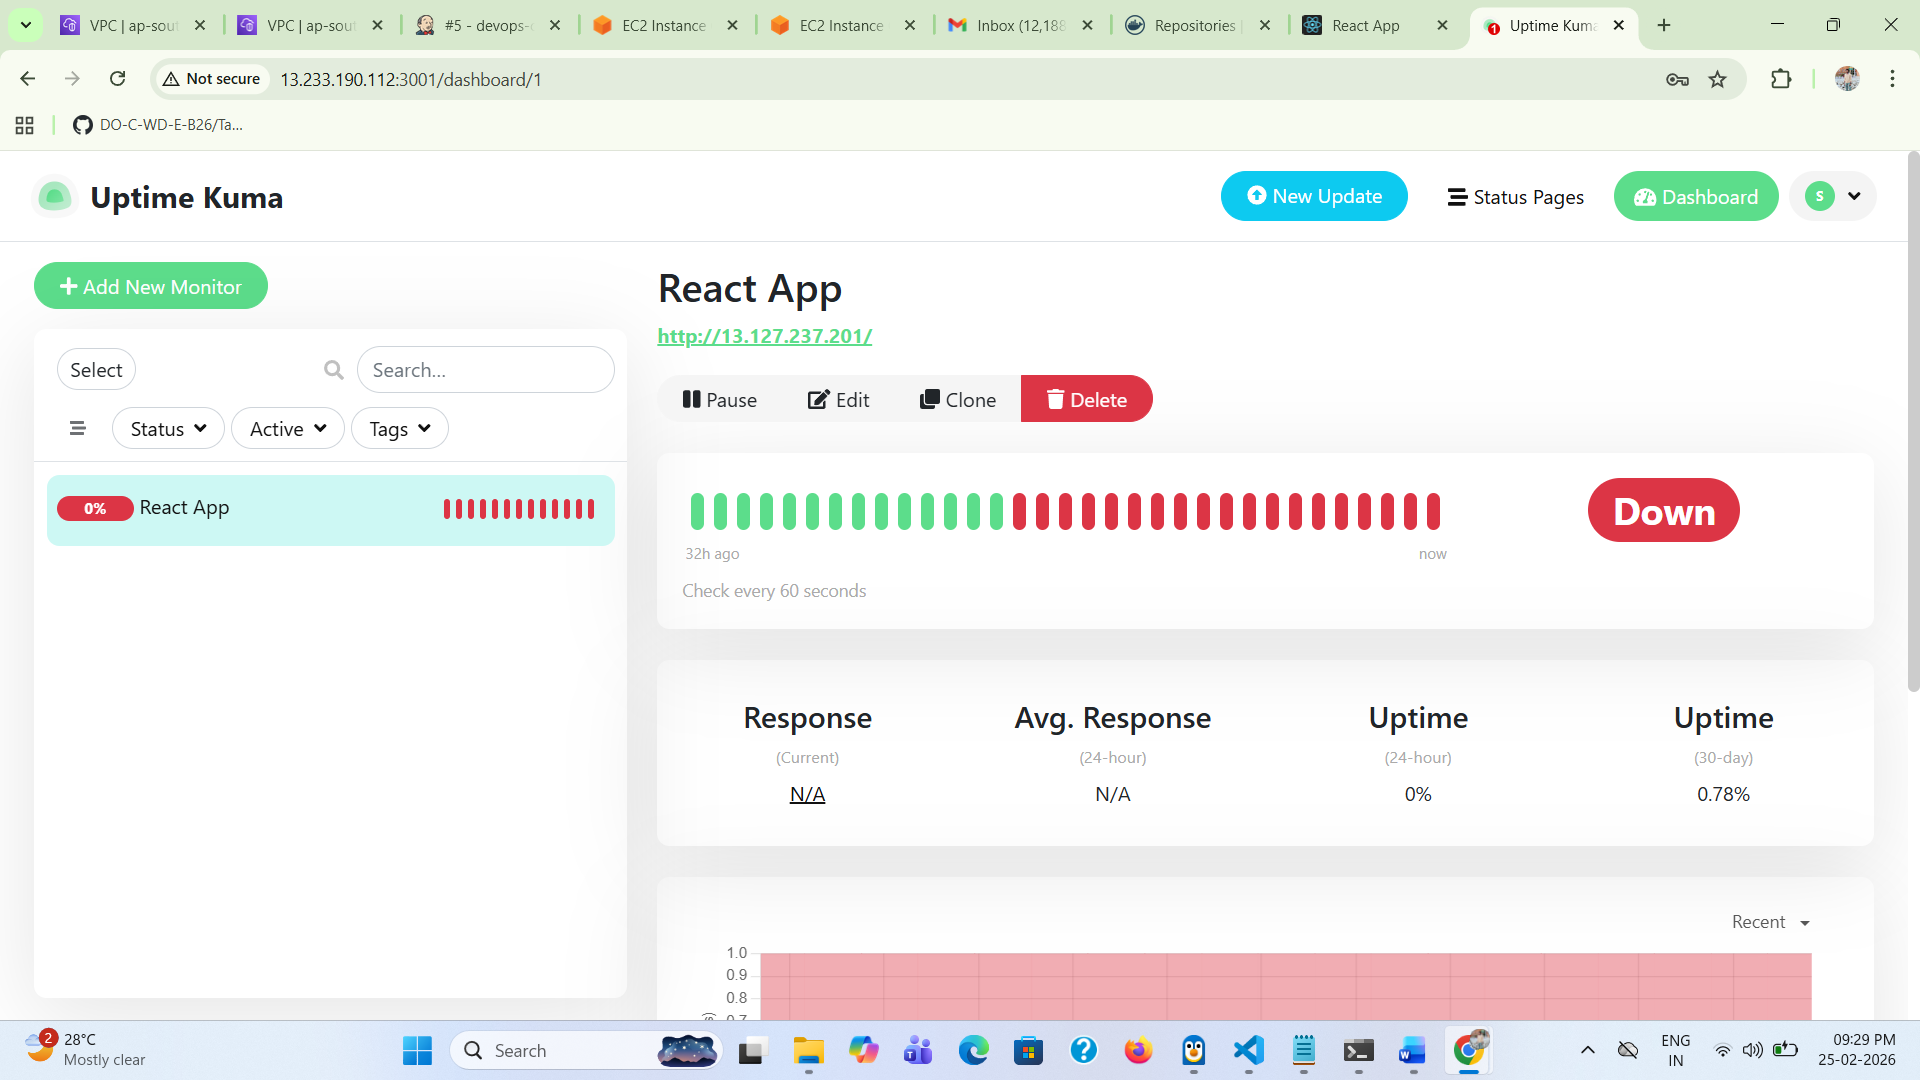 VPC | ap-sout
VPC | ap-sout
#5 - devops-
EC2 Instance
EC2 Instance
Inbox (12,188
Repositories |
React App
1
Uptime Kuma
Not secure
13.233.190.112:3001/dashboard/1
DO-C-WD-E-B26/Ta...
Uptime Kuma
New Update
Status Pages
Dashboard
S
Add New Monitor
Select
Search...
Status
Active
Tags
0%
React App
React App
http://13.127.237.201/
Pause
Edit
Clone
Delete
Down
32h ago
now
Check every 60 seconds
Response
(Current)
N/A
Avg. Response
(24-hour)
N/A
Uptime
(24-hour)
0%
Uptime
(30-day)
0.78%
Recent
1.0
0.9
0.8
0.7
2
28°C
Mostly clear
Search
ENG
IN
09:29 PM
25-02-2026